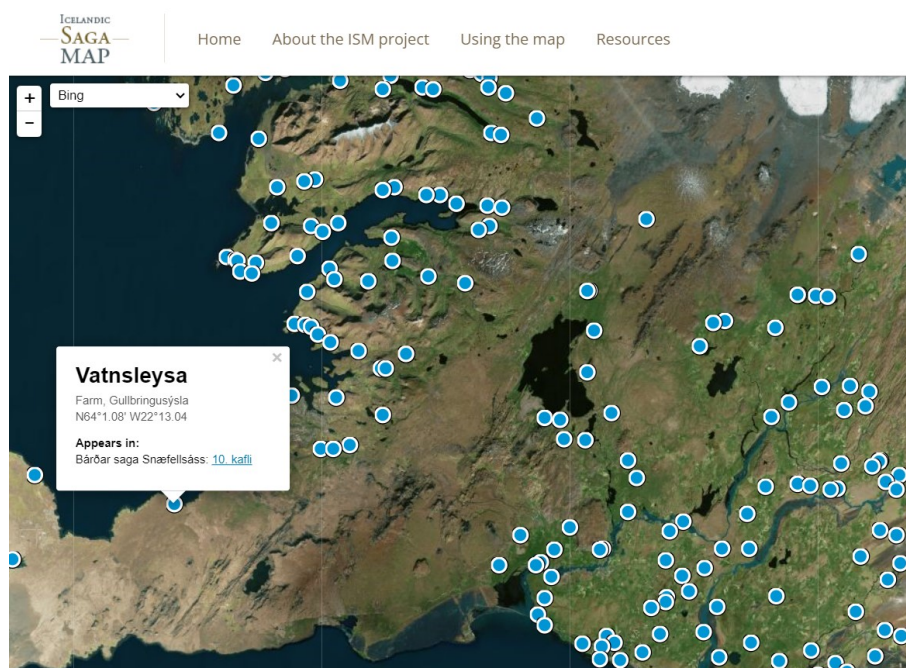 ICELANDIC
SAGA
MAP
Home About the ISM project Using the map Resources
+
−
Bing
×
Vatnsleysa
Farm, Gullbringusýsla
N64°1.08' W22°13.04
Appears in:
Bárðar saga Snæfellsáss: 10. kafli